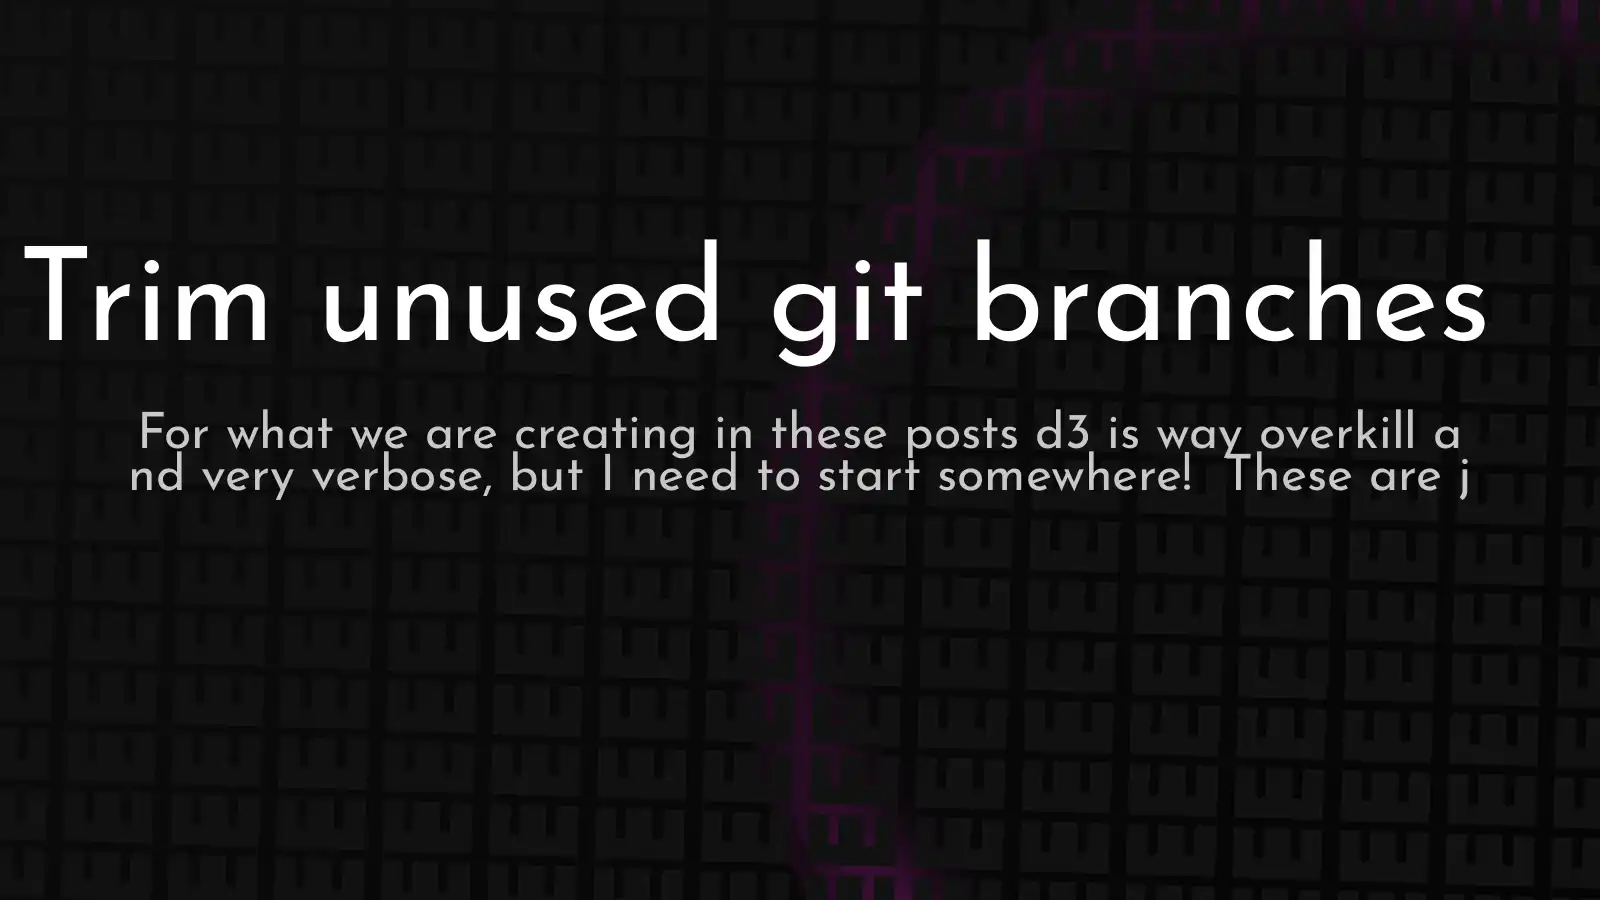 Trim unused git branches
For what we are creating in these posts d3 is way overkill a
nd very verbose, but I need to start somewhere!  These are j